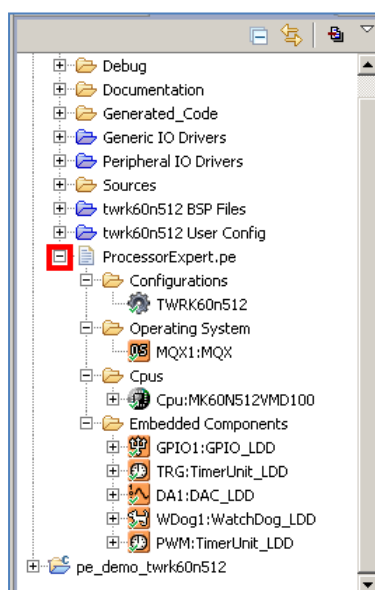 Debug
Documentation
Generated_Code
Generic IO Drivers
Peripheral IO Drivers
Sources
twrk60n512 BSP Files
twrk60n512 User Config
ProcessorExpert.pe
Configurations
TWRK60n512
Operating System
MQX1:MQX
Cpus
Cpu:MK60N512VMD100
Embedded Components
GPIO1:GPIO_LDD
TRG:TimerUnit_LDD
DA1:DAC_LDD
WDog1:WatchDog_LDD
PWM:TimerUnit_LDD
pe_demo_twrk60n512